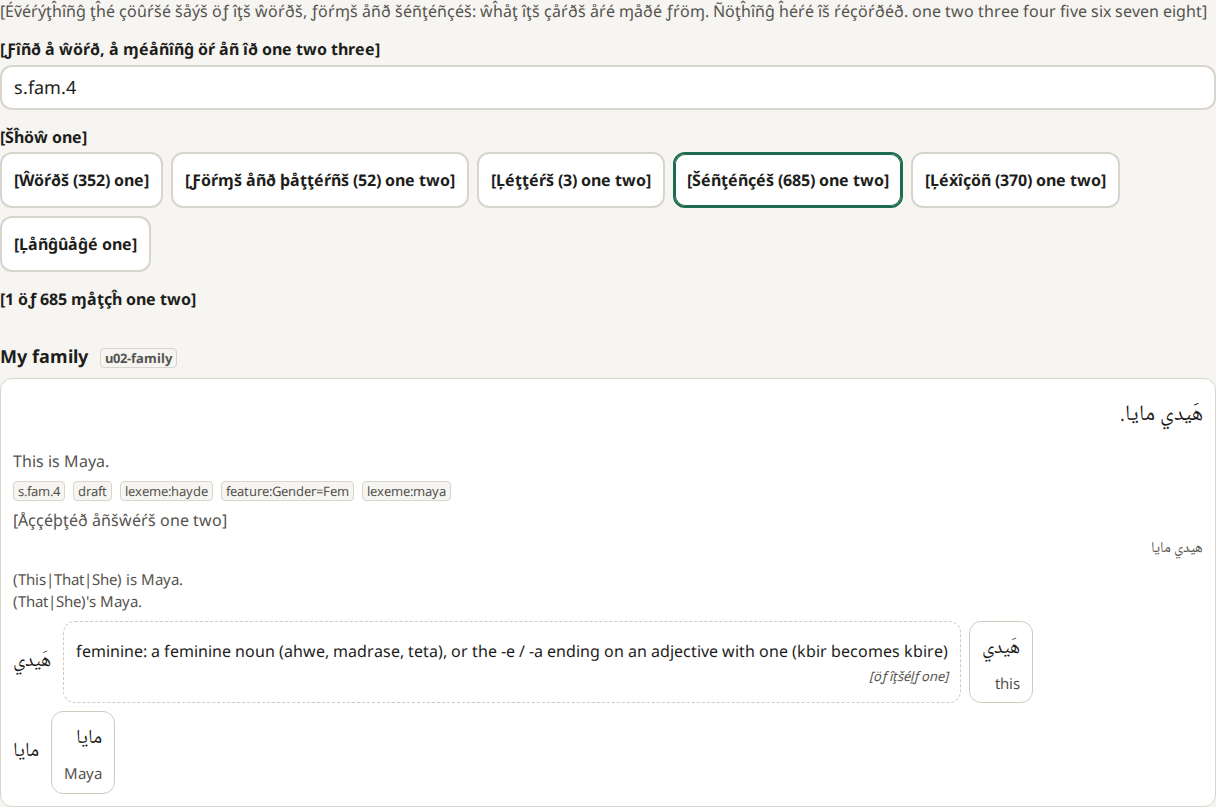 [Éṽéŕýţĥîñĝ ţĥé çöûŕšé šåýš öƒ îţš ŵöŕðš, ƒöŕɱš åñð šéñţéñçéš: ŵĥåţ îţš çåŕðš åŕé ɱåðé ƒŕöɱ. Ñöţĥîñĝ ĥéŕé îš ŕéçöŕðéð. one two three four five six seven eight]
[Ƒîñð å ŵöŕð, å ɱéåñîñĝ öŕ åñ îð one two three]
s.fam.4
[Šĥöŵ one]
[Ŵöŕðš (352) one] [Ƒöŕɱš åñð þåţţéŕñš (52) one two] [Ļéţţéŕš (3) one two] [Šéñţéñçéš (685) one two] [Ļéẋîçöñ (370) one two]
[Ļåñĝûåĝé one]
[1 öƒ 685 ɱåţçĥ one two]
My family u02-family
هَيدي مايا.
This is Maya.
s.fam.4 draft lexeme:hayde feature:Gender=Fem lexeme:maya
[Åççéþţéð åñšŵéŕš one two]
هيدي مايا
(This|That|She) is Maya.
(That|She)'s Maya.
هَيدي
feminine: a feminine noun (ahwe, madrase, teta), or the -e / -a ending on an adjective with one (kbir becomes kbire)
[öƒ îţšéļƒ one]
هَيدي
this
مايا
مايا
Maya